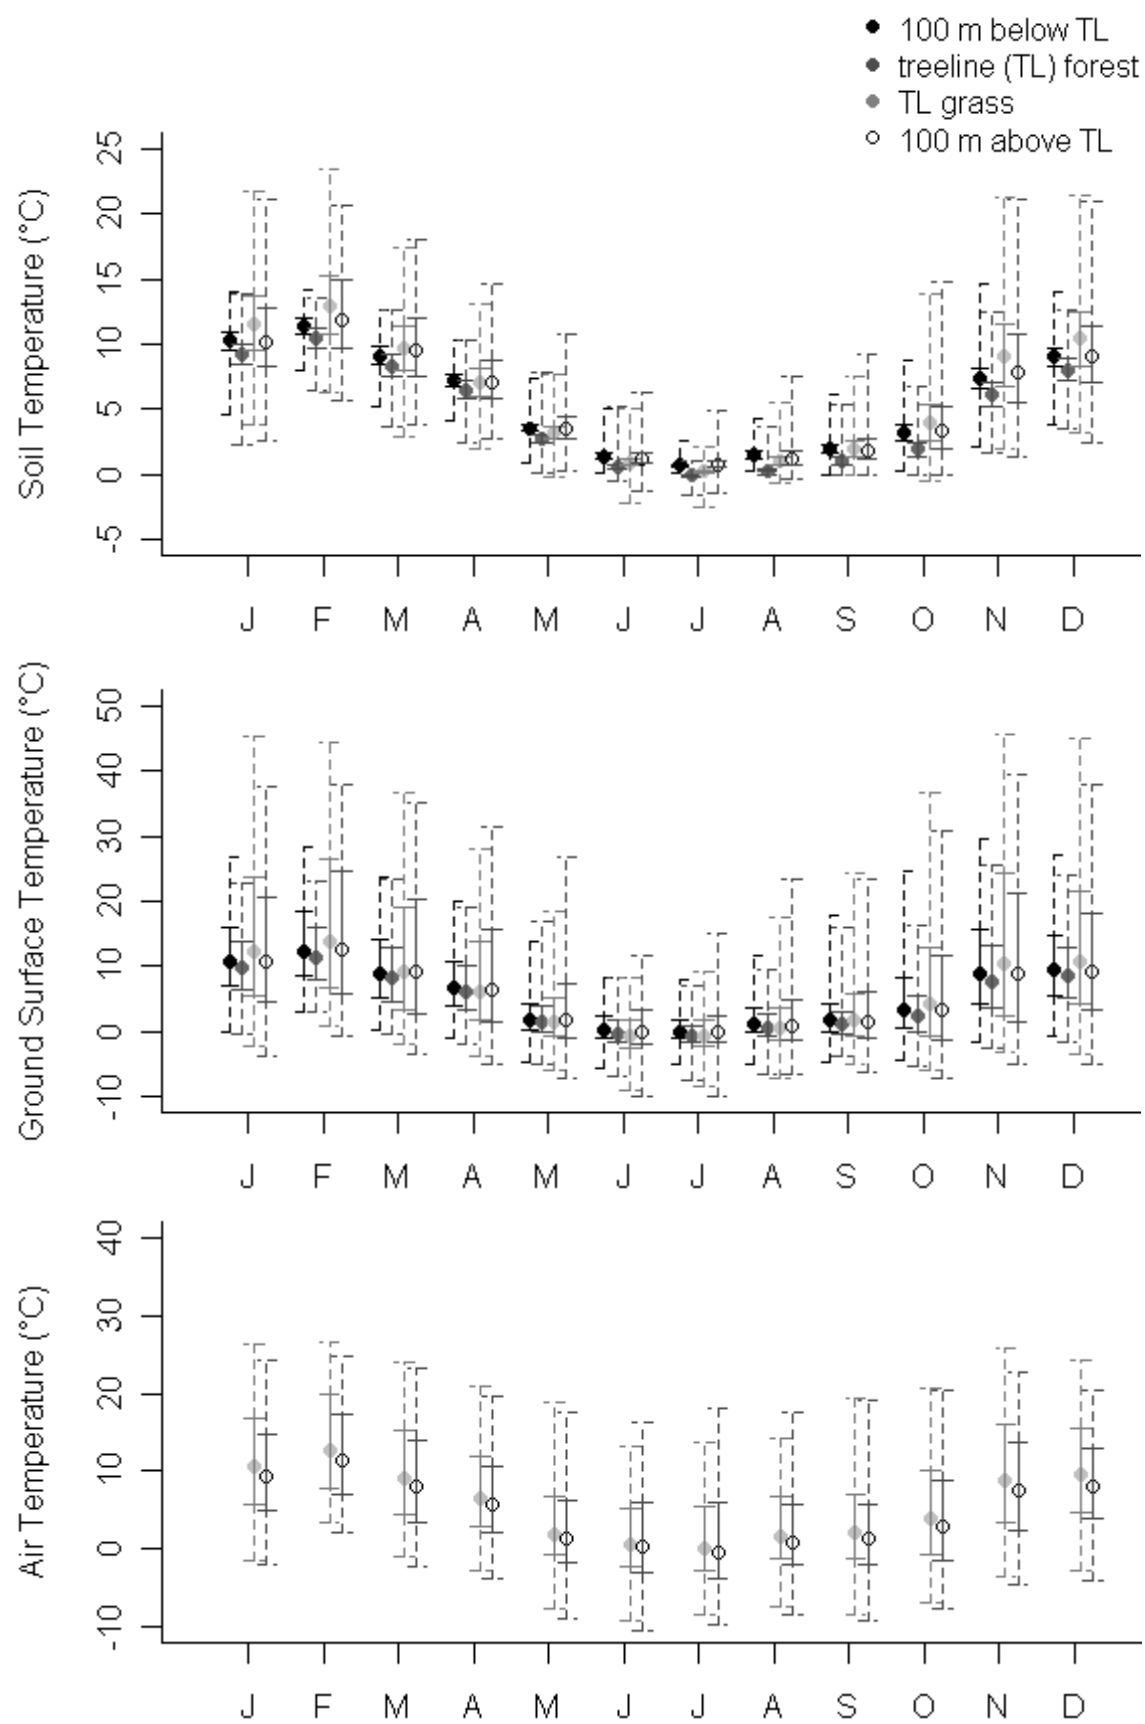 100 m below TL
treeline (TL) forest
TL grass
100 m above TL
Soil Temperature (°C)
25
20
15
10
5
0
-5
J F M A M J J A S O N D
Ground Surface Temperature (°C)
50
40
30
20
10
0
-10
J F M A M J J A S O N D
Air Temperature (°C)
40
30
20
10
0
-10
J F M A M J J A S O N D